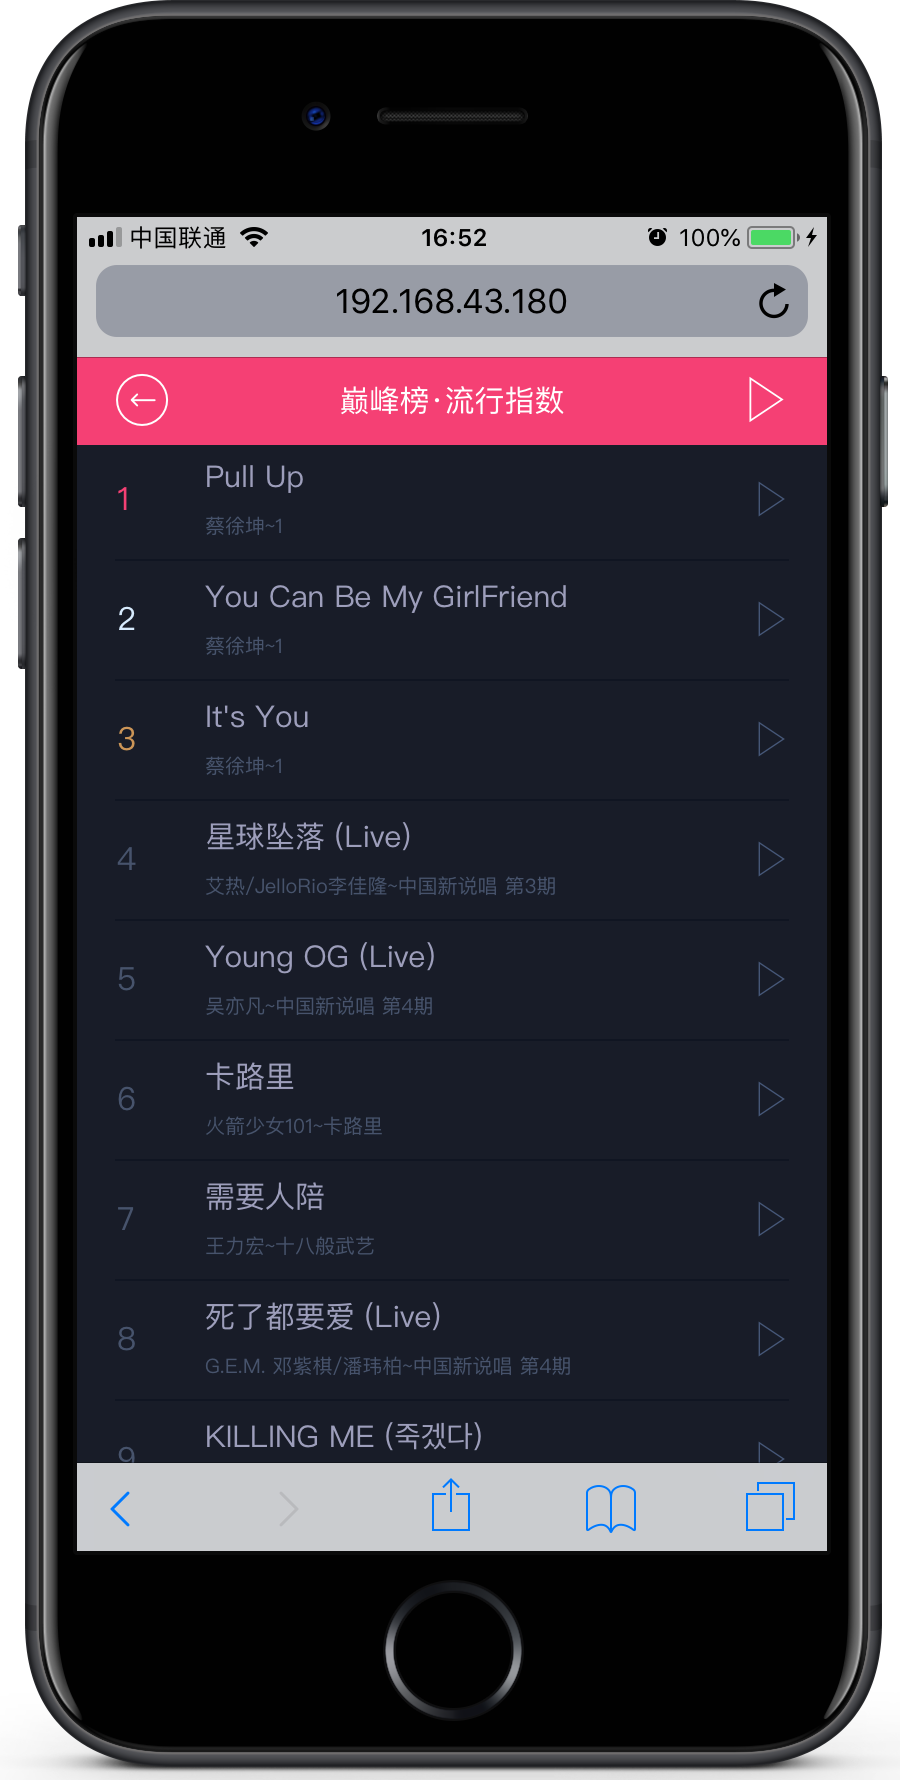 中国联通
16:52
100%
192.168.43.180
巅峰榜·流行指数
1
Pull Up
蔡徐坤~1
2
You Can Be My GirlFriend
蔡徐坤~1
3
It's You
蔡徐坤~1
4
星球坠落 (Live)
艾热/JelloRio李佳隆~中国新说唱 第3期
5
Young OG (Live)
吴亦凡~中国新说唱 第4期
6
卡路里
火箭少女101~卡路里
7
需要人陪
王力宏~十八般武艺
8
死了都要爱 (Live)
G.E.M. 邓紫棋/潘玮柏~中国新说唱 第4期
9
KILLING ME (죽겠다)